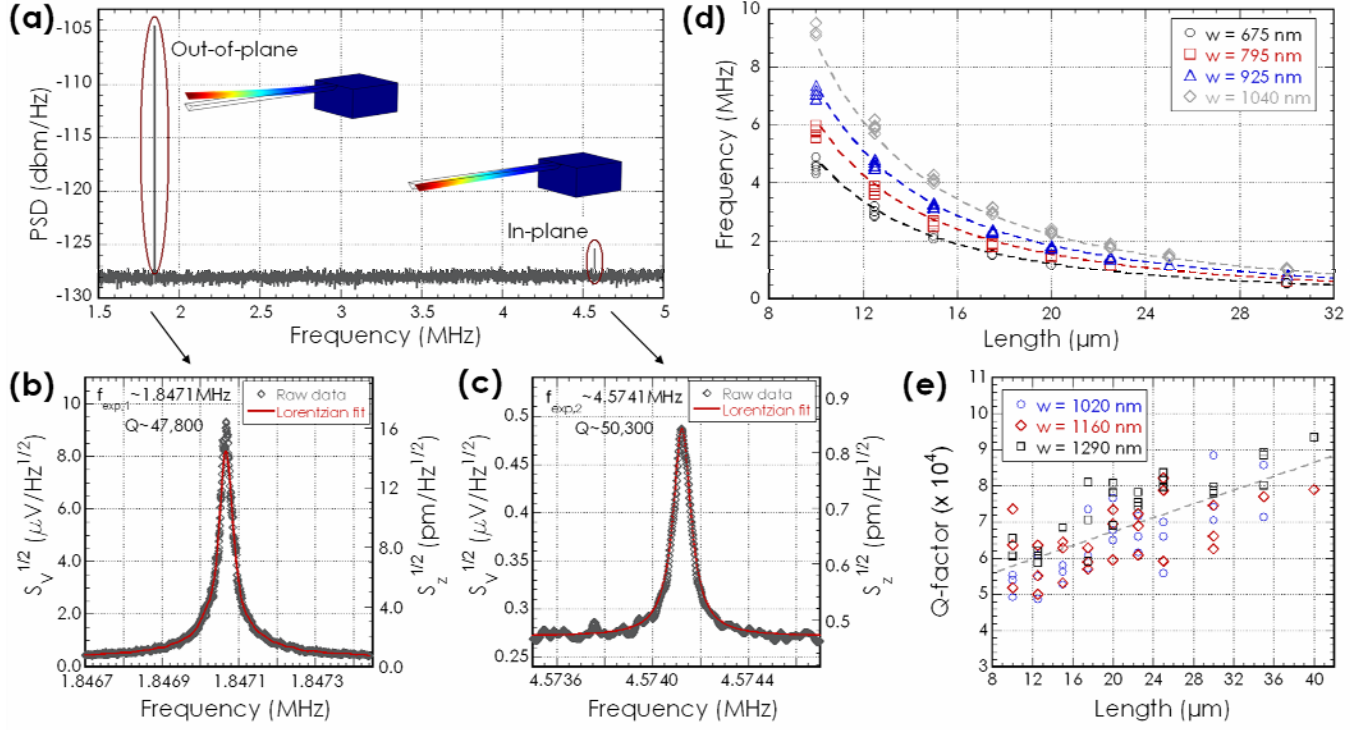 (a)
-105
-110
-115
-120
-125
-130
PSD (dbm/Hz)
Out-of-plane
In-plane
1.5 2 2.5 3 3.5 4 4.5 5
Frequency (MHz)
(d)
10
8
6
4
2
0
Frequency (MHz)
w = 675 nm
w = 795 nm
w = 925 nm
w = 1040 nm
8 12 16 20 24 28 32
Length (µm)
(b)
f exp,1 ~1.8471MHz
Q~47,800
Raw data
Lorentzian fit
10
8.0
6.0
4.0
2.0
0.0
S_V^{1/2} (µV/Hz^{1/2})
16
12
8.0
4.0
0.0
S_z^{1/2} (pm/Hz^{1/2})
1.8467 1.8469 1.8471 1.8473
Frequency (MHz)
(c)
f exp,2 ~4.5741MHz
Q~50,300
Raw data
Lorentzian fit
0.5
0.45
0.4
0.35
0.3
0.25
S_V^{1/2} (µV/Hz^{1/2})
0.9
0.8
0.7
0.6
0.5
S_z^{1/2} (pm/Hz^{1/2})
4.5736 4.5740 4.5744
Frequency (MHz)
(e)
11
10
9
8
7
6
5
4
3
Q-factor (x 10^4)
w = 1020 nm
w = 1160 nm
w = 1290 nm
8 12 16 20 24 28 32 36 40
Length (µm)